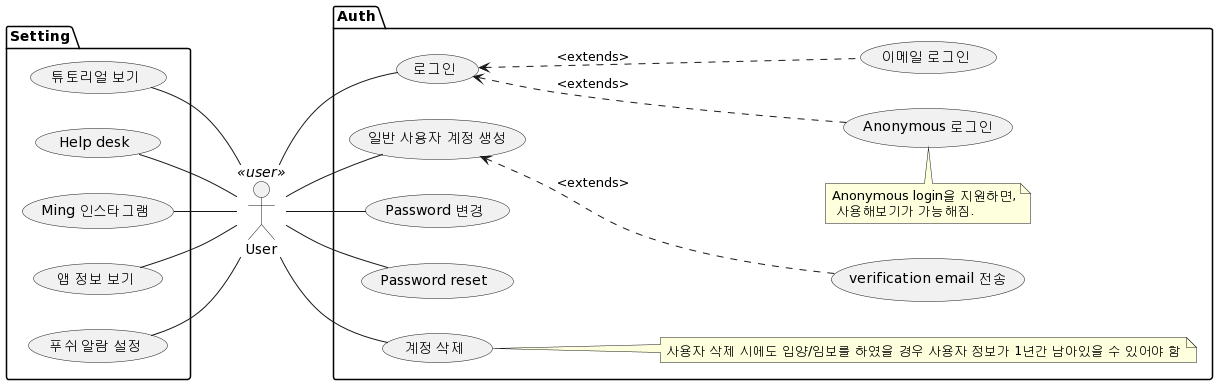 Setting
튜토리얼 보기
Help desk
Ming 인스타그램
앱 정보 보기
푸쉬 알람 설정
«user»
User
Auth
로그인
<extends>
이메일 로그인
<extends>
Anonymous 로그인
Anonymous login을 지원하면,
사용해보기가 가능해짐.
일반 사용자 계정 생성
<extends>
verification email 전송
Password 변경
Password reset
계정 삭제
사용자 삭제 시에도 입양/임보를 하였을 경우 사용자 정보가 1년간 남아있을 수 있어야 함